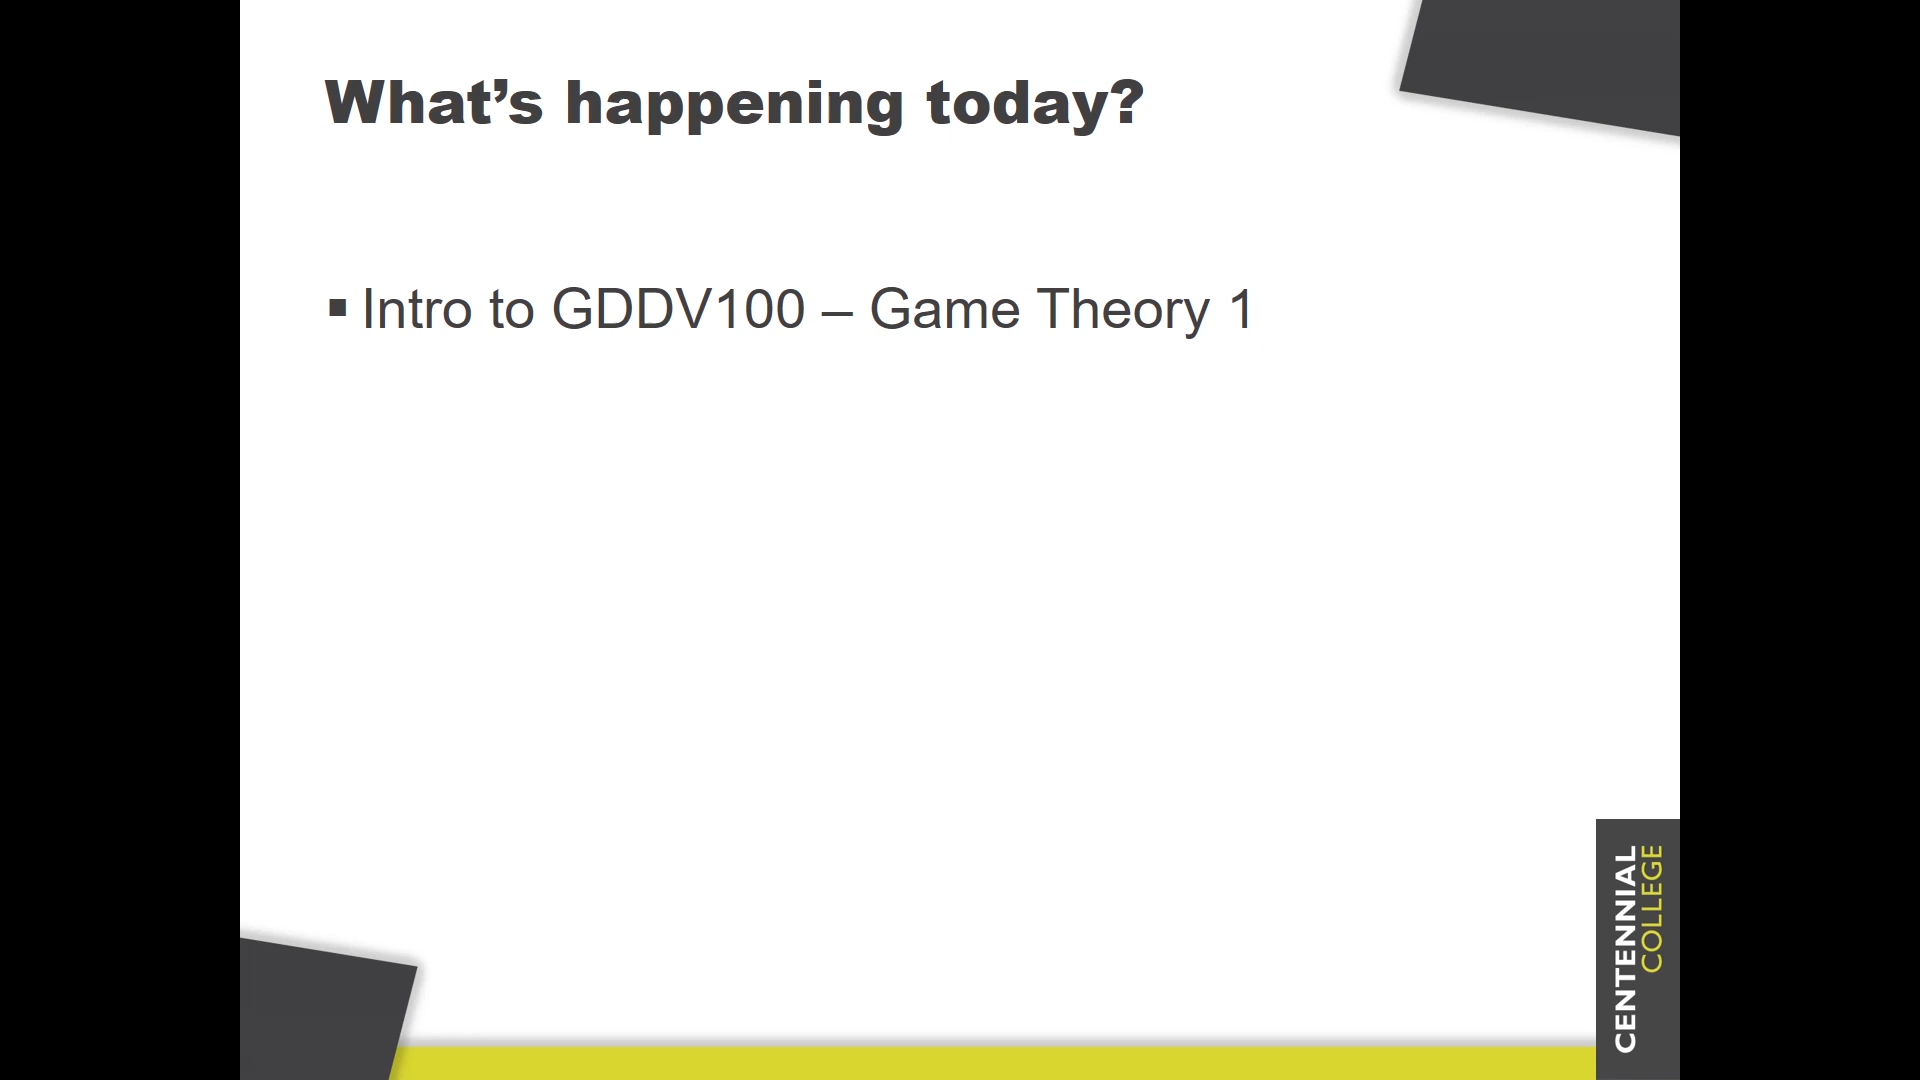 What’s happening today?
▪ Intro to GDDV100 – Game Theory 1
CENTENNIAL
COLLEGE